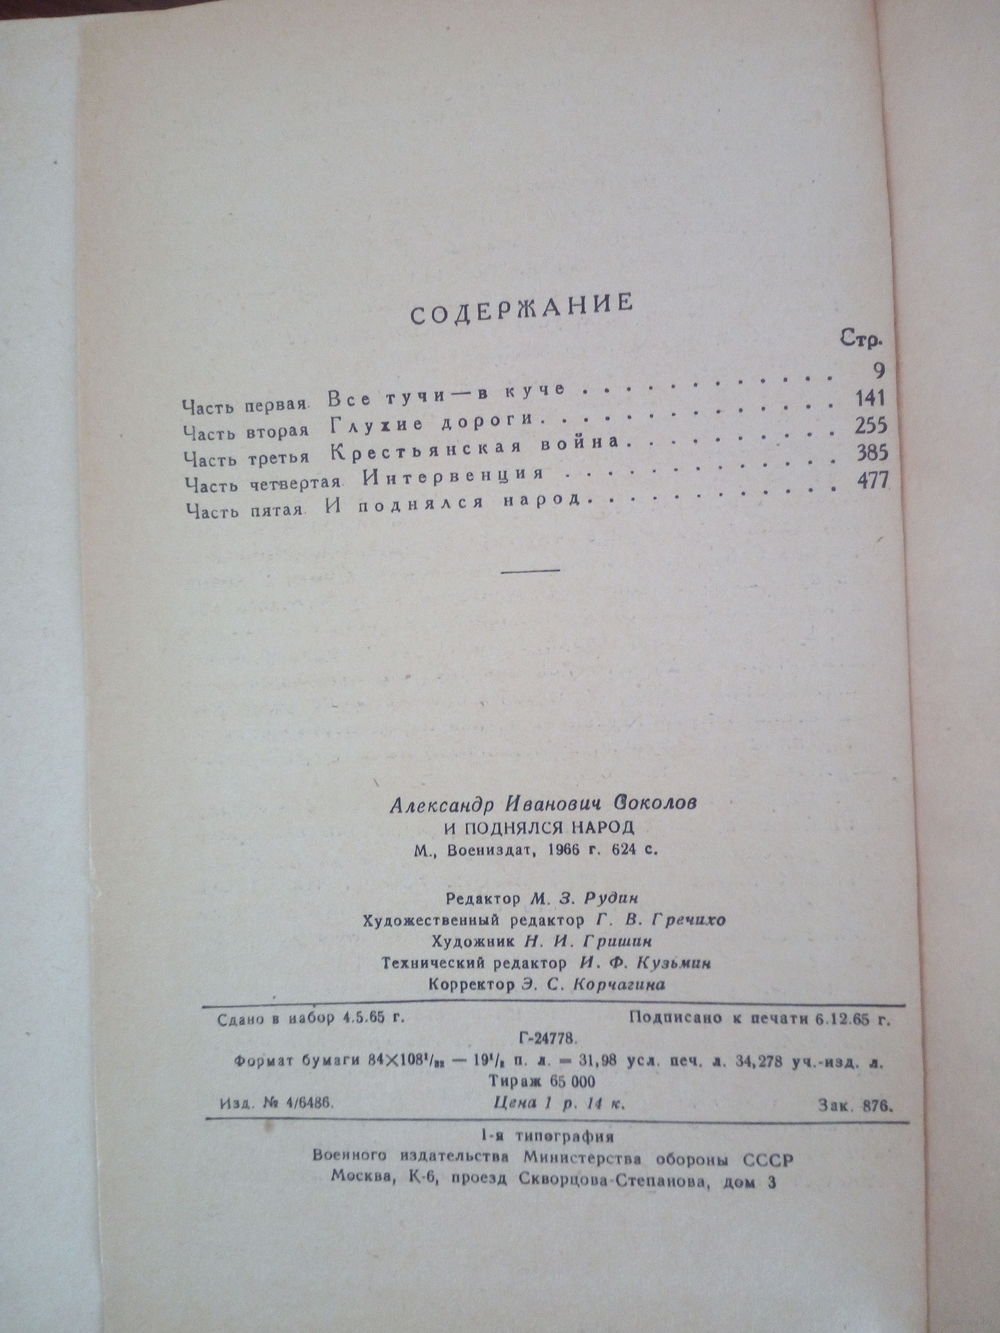 СОДЕРЖАНИЕ
Стр.
Часть первая. Все тучи — в куче . . . . . . . . . . . 9
Часть вторая Глухие дороги . . . . . . . . . . . . 141
Часть третья Крестьянская война . . . . . . . . . 255
Часть четвертая. Интервенция . . . . . . . . . . . 385
Часть пятая. И поднялся народ . . . . . . . . . . . 477
Александр Иванович Соколов
И ПОДНЯЛСЯ НАРОД
М., Воениздат, 1966 г. 624 с.
Редактор М. З. Рудин
Художественный редактор Г. В. Гречихо
Художник Н. И. Гришин
Технический редактор И. Ф. Кузьмин
Корректор Э. С. Корчагина
Сдано в набор 4.5.65 г. Подписано к печати 6.12.65 г.
Г-24778.
Формат бумаги 84×108¹/₃₂ — 19¹/₂ п. л. = 31,98 усл. печ. л. 34,278 уч.-изд. л.
Тираж 65 000
Изд. № 4/6486. Цена 1 р. 14 к. Зак. 876.
1-я типография
Военного издательства Министерства обороны СССР
Москва, К-6, проезд Скворцова-Степанова, дом 3